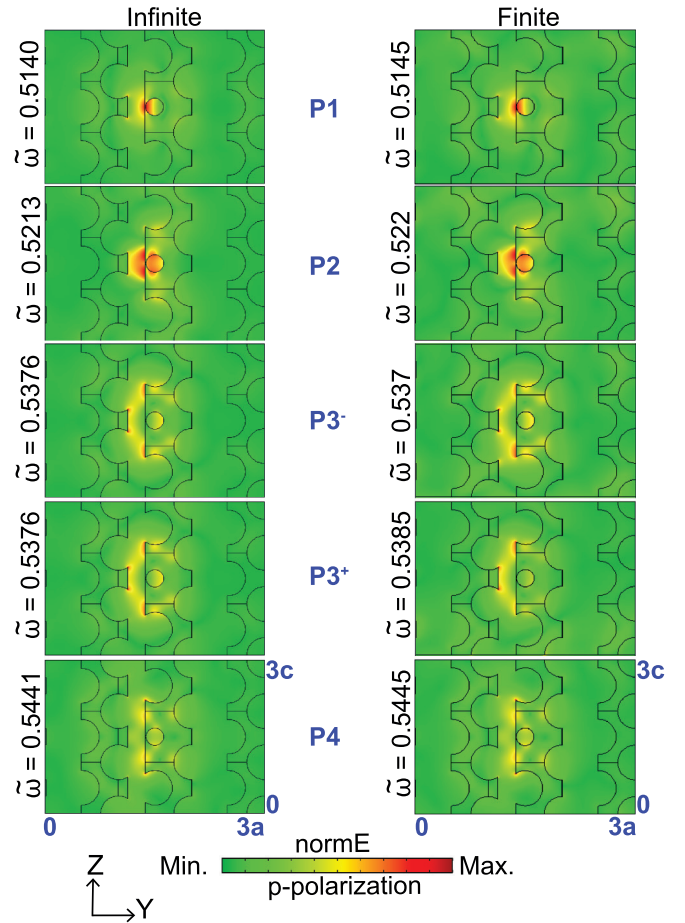 Infinite Finite
ω̃ = 0.5140 P1 ω̃ = 0.5145
ω̃ = 0.5213 P2 ω̃ = 0.522
ω̃ = 0.5376 P3- ω̃ = 0.537
ω̃ = 0.5376 P3+ ω̃ = 0.5385
ω̃ = 0.5441 P4 ω̃ = 0.5445
3c 3c
0 0
0 3a 0 3a
normE
Min. Max.
p-polarization
Z
Y